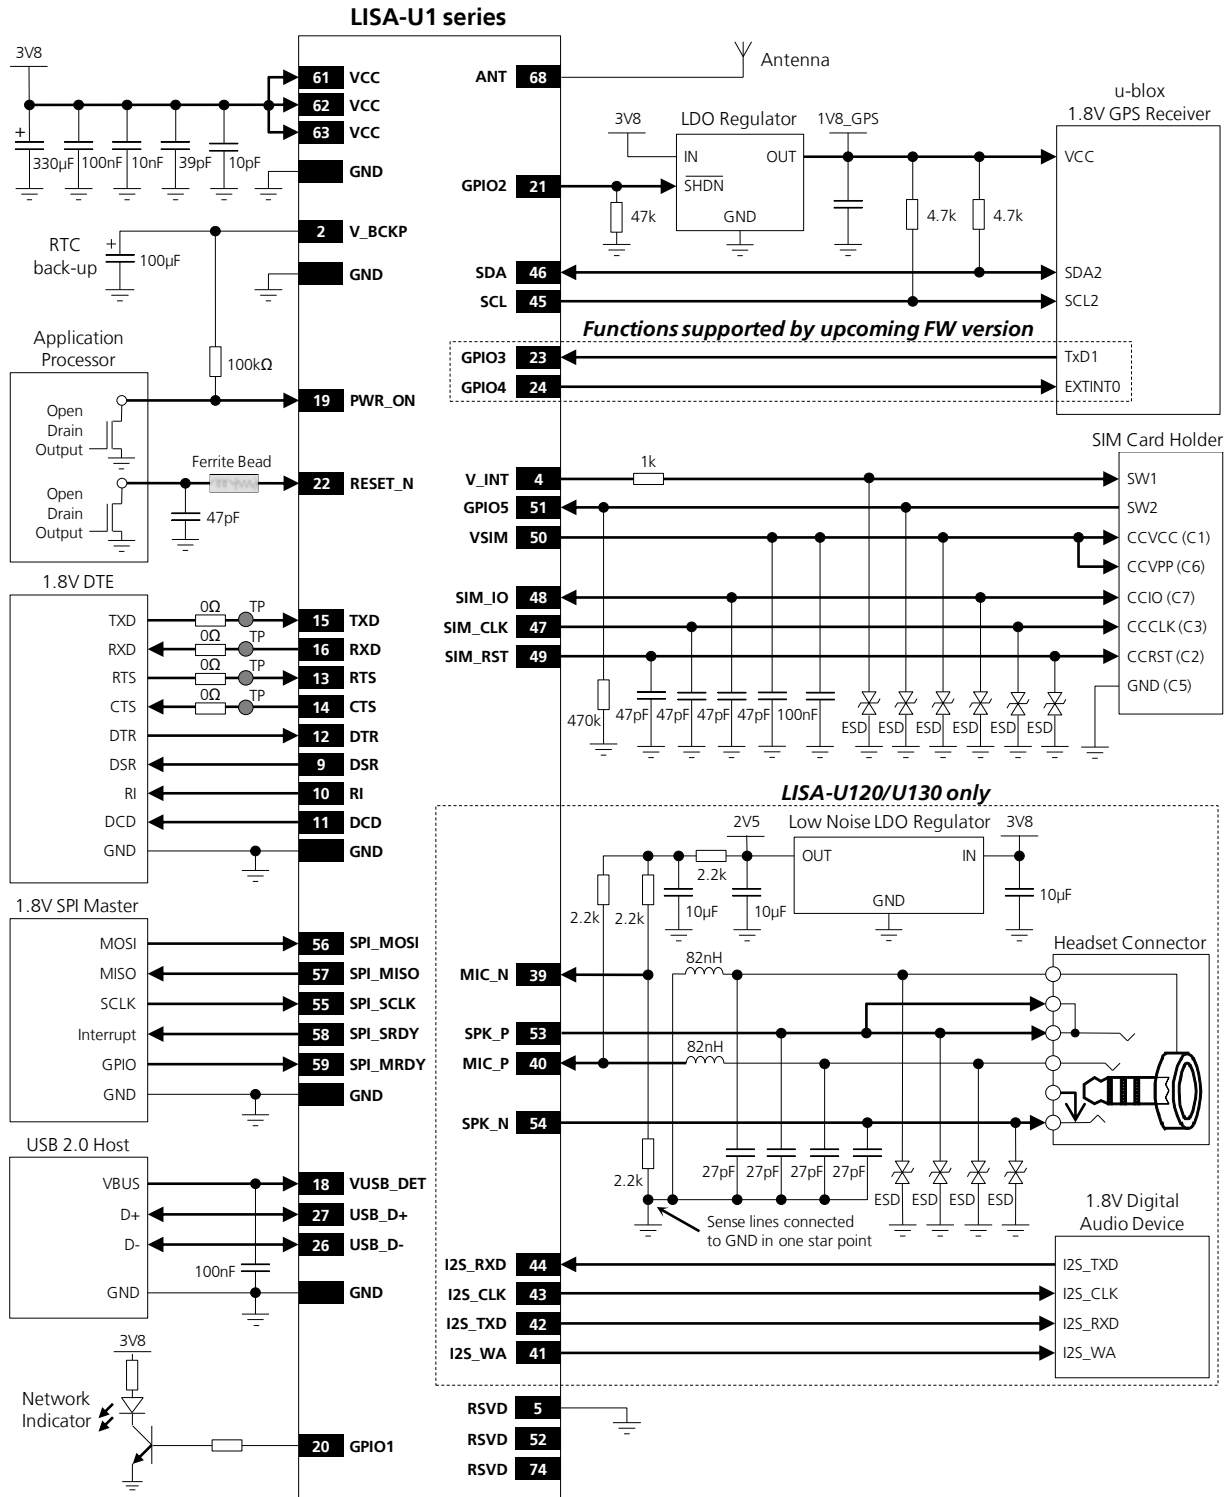 LISA-U1 series
3V8
61 VCC
62 VCC
63 VCC
+
330µF
100nF
10nF
39pF
10pF
GND
2 V_BCKP
RTC
back-up
+
100µF
GND
Application
Processor
100kΩ
Open
Drain
Output
19 PWR_ON
Ferrite Bead
22 RESET_N
Open
Drain
Output
47pF
1.8V DTE
TXD 0Ω TP 15 TXD
RXD 0Ω TP 16 RXD
RTS 0Ω TP 13 RTS
CTS 0Ω TP 14 CTS
DTR 12 DTR
DSR 9 DSR
RI 10 RI
DCD 11 DCD
GND GND
1.8V SPI Master
MOSI 56 SPI_MOSI
MISO 57 SPI_MISO
SCLK 55 SPI_SCLK
Interrupt 58 SPI_SRDY
GPIO 59 SPI_MRDY
GND GND
USB 2.0 Host
VBUS 18 VUSB_DET
D+ 27 USB_D+
D- 26 USB_D-
100nF
GND GND
3V8
Network
Indicator
20 GPIO1
ANT 68
Antenna
u-blox
1.8V GPS Receiver
3V8
LDO Regulator
1V8_GPS
IN OUT
VCC
GPIO2 21
SHDN
47k
GND
4.7k
4.7k
SDA 46 SDA2
SCL 45 SCL2
Functions supported by upcoming FW version
GPIO3 23 TxD1
GPIO4 24 EXTINT0
SIM Card Holder
1k
V_INT 4 SW1
GPIO5 51 SW2
VSIM 50 CCVCC (C1)
CCVPP (C6)
SIM_IO 48 CCIO (C7)
SIM_CLK 47 CCCLK (C3)
SIM_RST 49 CCRST (C2)
GND (C5)
470k
47pF
47pF
47pF
47pF
100nF
ESD
ESD
ESD
ESD
ESD
ESD
LISA-U120/U130 only
2V5
Low Noise LDO Regulator
3V8
OUT IN
2.2k
GND
2.2k
2.2k
10µF
10µF
10µF
Headset Connector
82nH
MIC_N 39
SPK_P 53
82nH
MIC_P 40
SPK_N 54
2.2k
27pF
27pF
27pF
27pF
ESD
ESD
ESD
ESD
Sense lines connected
to GND in one star point
1.8V Digital
Audio Device
I2S_RXD 44 I2S_TXD
I2S_CLK 43 I2S_CLK
I2S_TXD 42 I2S_RXD
I2S_WA 41 I2S_WA
RSVD 5
RSVD 52
RSVD 74